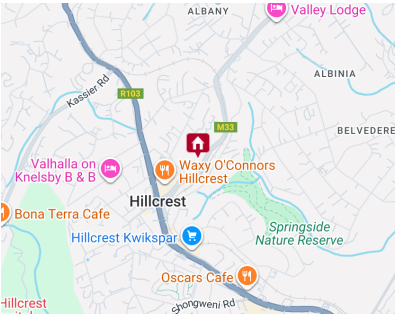 ALBANY
Valley Lodge
Kassier Rd
ALBINIA
R103
M33
BELVEDERE
Valhalla on
Knelsby B & B
Waxy O'Connors
Hillcrest
Hillcrest
Bona Terra Cafe
Springside
Nature Reserve
Hillcrest Kwikspar
Oscars Cafe
Hillcrest
Shongweni Rd